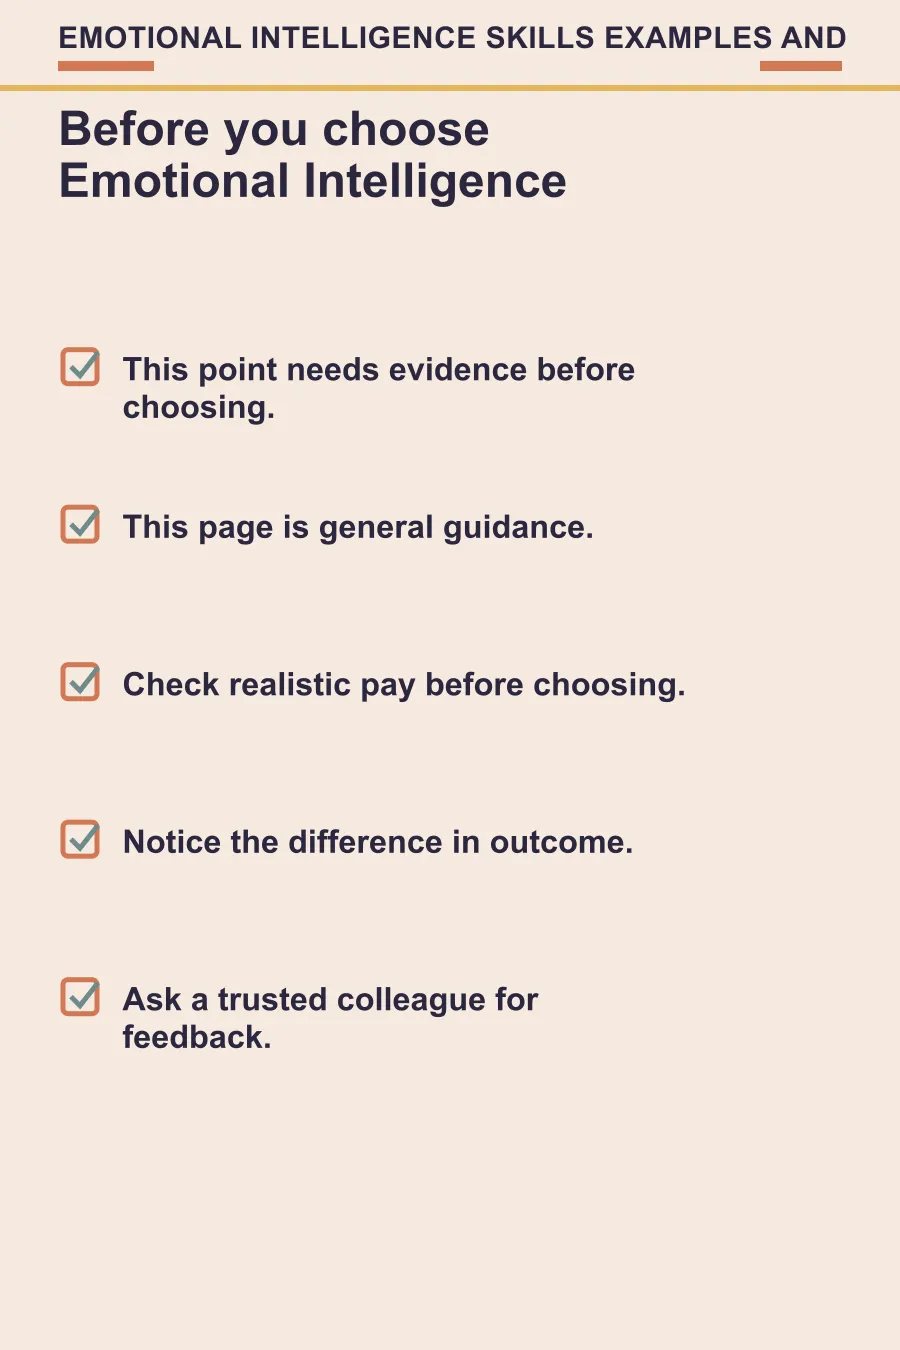 EMOTIONAL INTELLIGENCE SKILLS EXAMPLES AND
Before you choose
Emotional Intelligence
This point needs evidence before
choosing.
This page is general guidance.
Check realistic pay before choosing.
Notice the difference in outcome.
Ask a trusted colleague for
feedback.